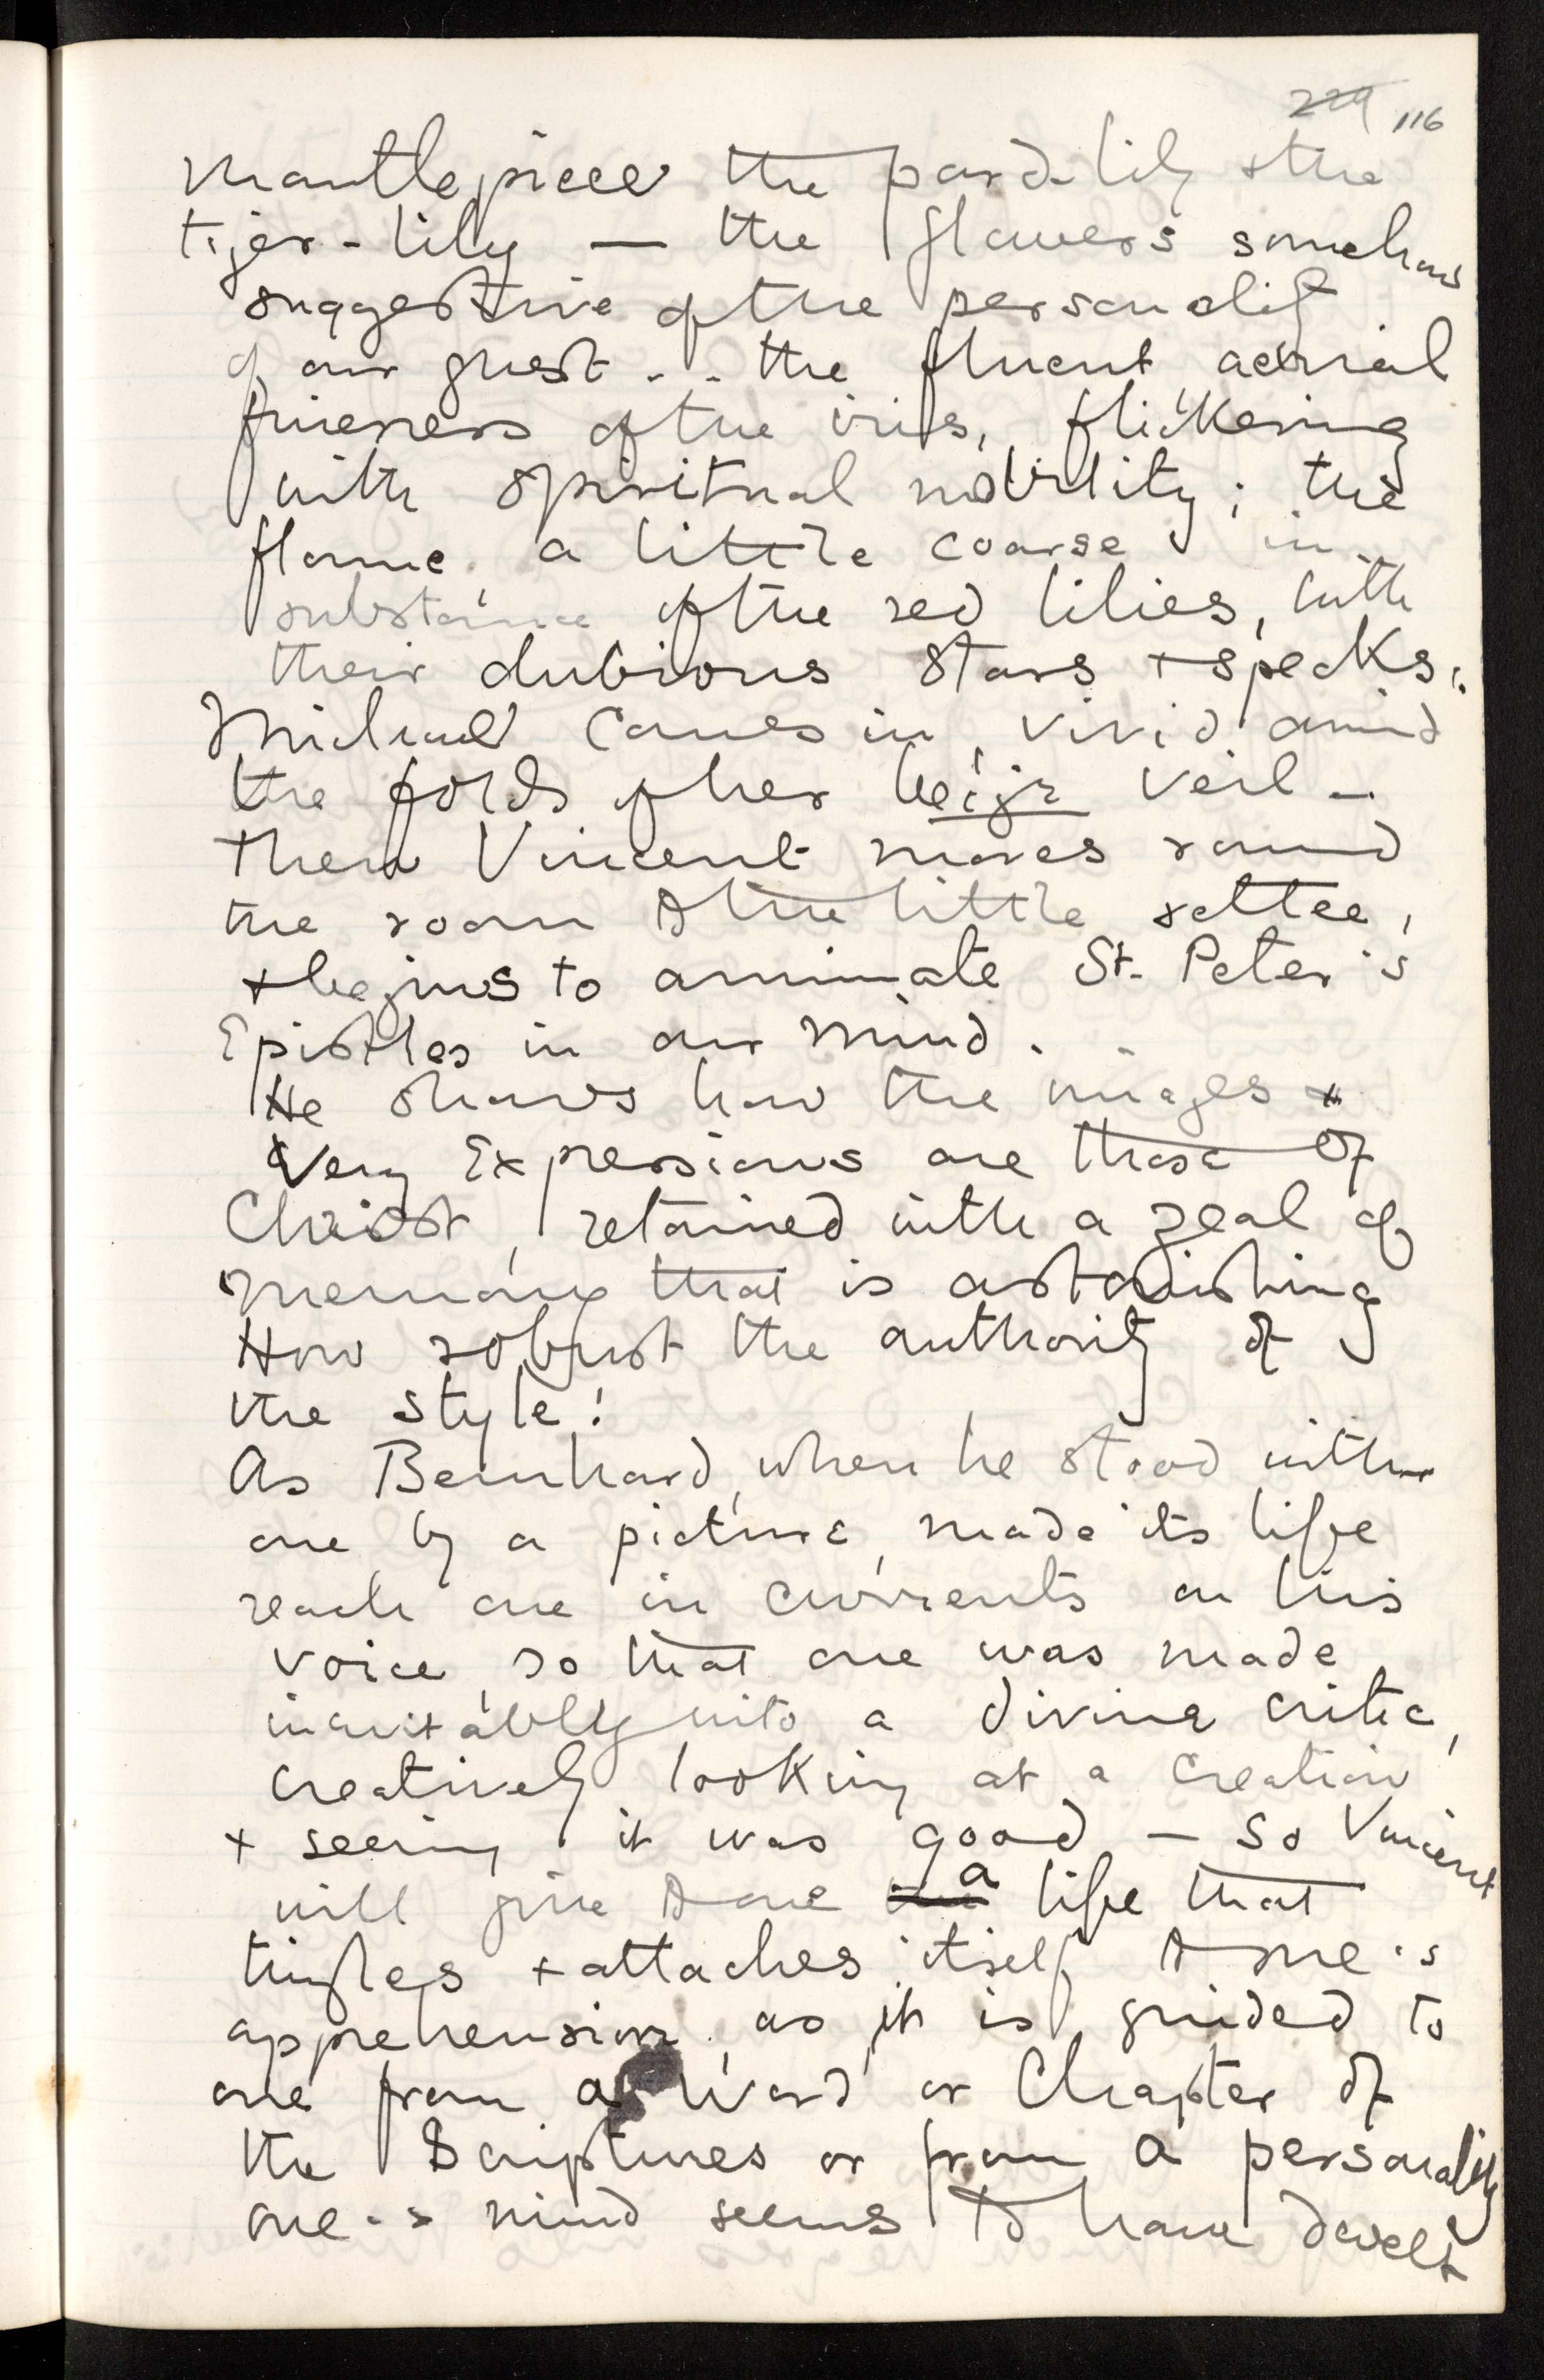 229 116
mantlepiece the pard-lily & the
tiger-lily — the flowers somehow
suggestive of the personality
of our guest .. the fluent aerial
fineness of the iris, flickering
with spiritual mobility; the
flame, a little coarse in
substance of the red lilies, with
their dubious stars & specks.
Michael comes in, vivid amid
the folds of her beige veil —
Then Vincent moves round
the room to the little settee,
& begins to animate St. Peter's
Epistles in our mind.
He shows how the images &
very Expressions are those of
Christ, retained with a zeal of
memory that is astonishing
How robust the authority of
the style!
As Bernhard, when he stood with
one by a picture, made its life
reach one in currents on his
voice, so that one was made
inevitably into a divine critic,
creatively looking at a creation
& seeing it was good — so Vincent
will give to one a life that
tingles & attaches itself to one's
apprehension, as it is guided to
one from a Word or Chapter of
the Scriptures or from a personality
one's mind seems to have dwelt